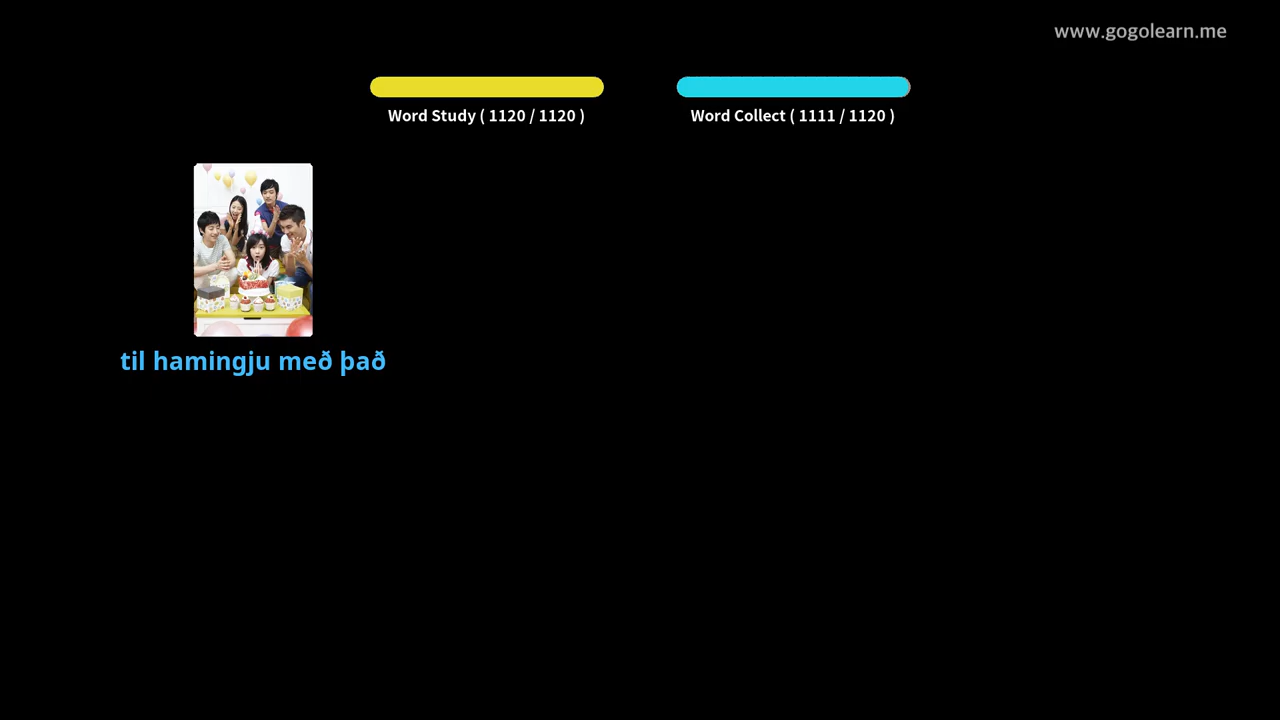 www.gogolearn.me
Word Study ( 1120 / 1120 )
Word Collect ( 1111 / 1120 )
til hamingju með það